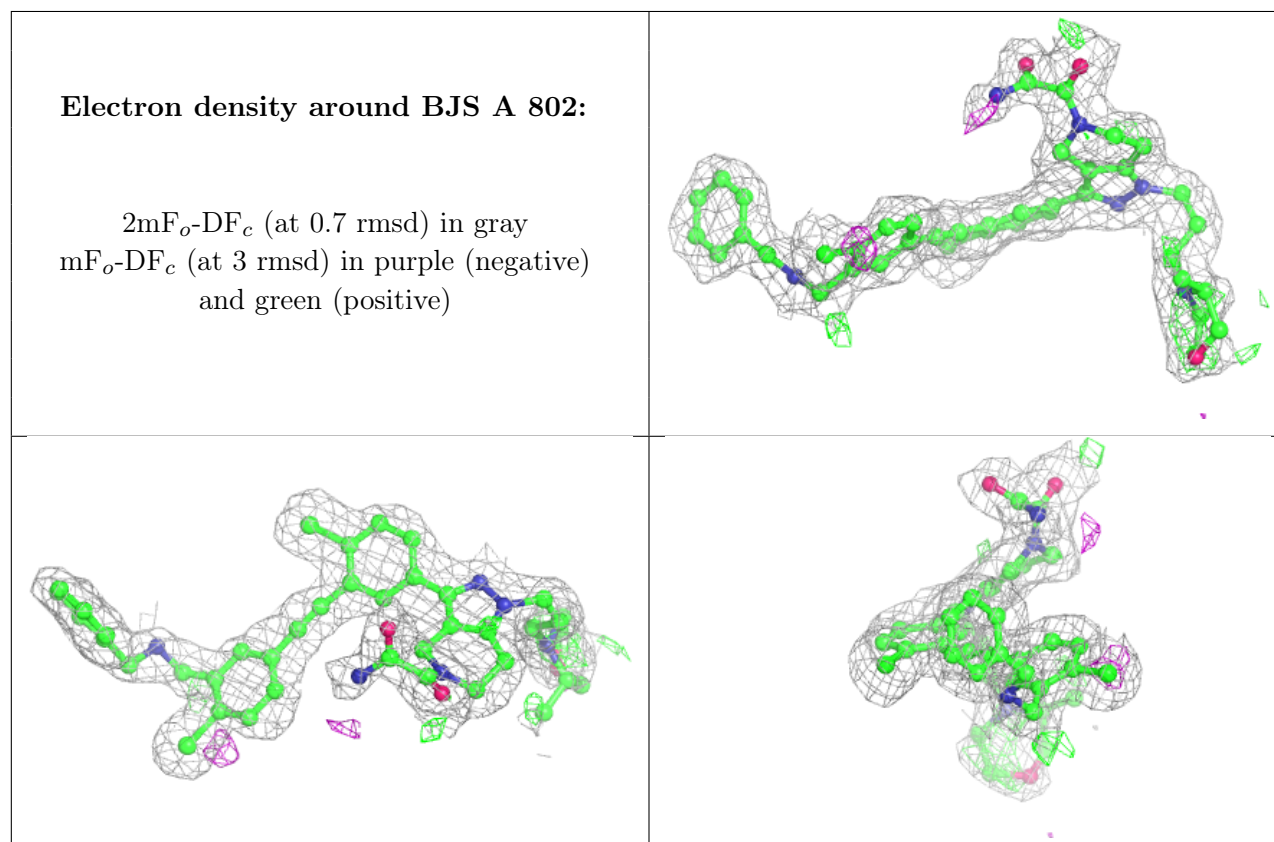 Electron density around BJS A 802:
2mFo-DFc (at 0.7 rmsd) in gray
mFo-DFc (at 3 rmsd) in purple (negative)
and green (positive)